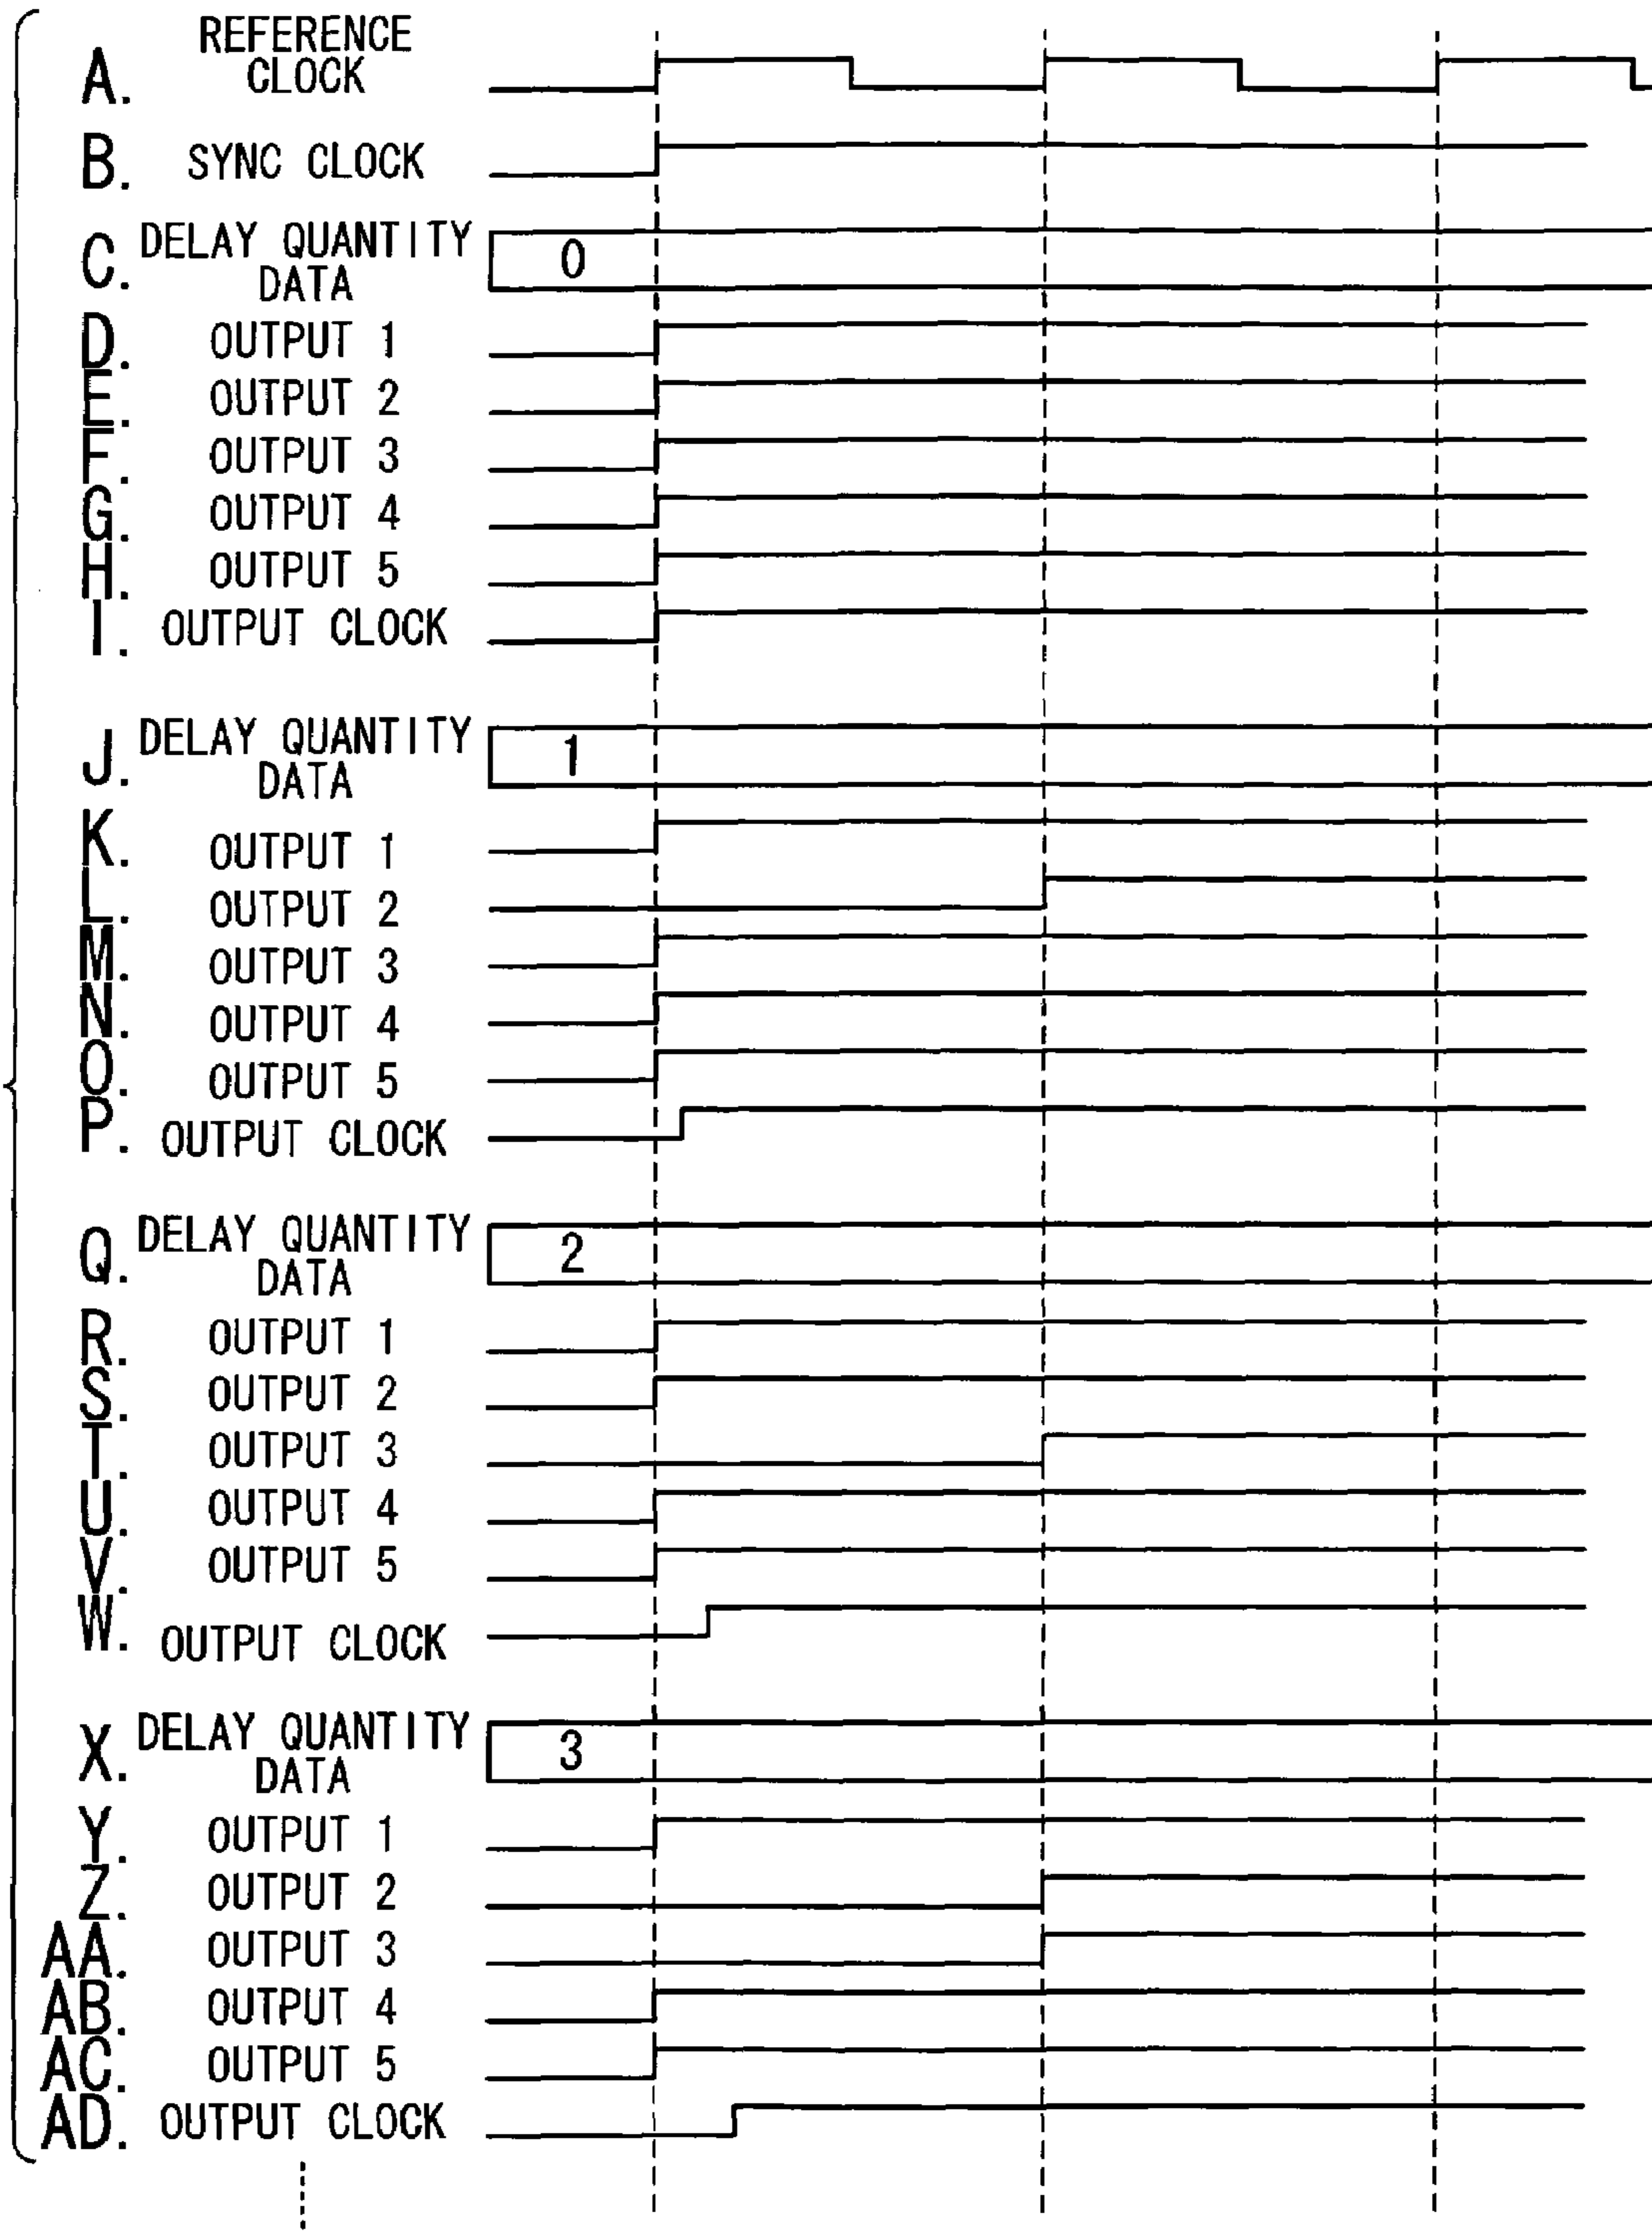 A. REFERENCE CLOCK
B. SYNC CLOCK
C. DELAY QUANTITY DATA 0
D. OUTPUT 1
E. OUTPUT 2
F. OUTPUT 3
G. OUTPUT 4
H. OUTPUT 5
I. OUTPUT CLOCK
J. DELAY QUANTITY DATA 1
K. OUTPUT 1
L. OUTPUT 2
M. OUTPUT 3
N. OUTPUT 4
O. OUTPUT 5
P. OUTPUT CLOCK
Q. DELAY QUANTITY DATA 2
R. OUTPUT 1
S. OUTPUT 2
T. OUTPUT 3
U. OUTPUT 4
V. OUTPUT 5
W. OUTPUT CLOCK
X. DELAY QUANTITY DATA 3
Y. OUTPUT 1
Z. OUTPUT 2
AA. OUTPUT 3
AB. OUTPUT 4
AC. OUTPUT 5
AD. OUTPUT CLOCK